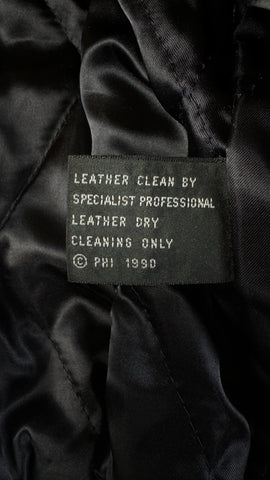 LEATHER CLEAN BY
SPECIALIST PROFESSIONAL
LEATHER DRY
CLEANING ONLY
© PHI 1990